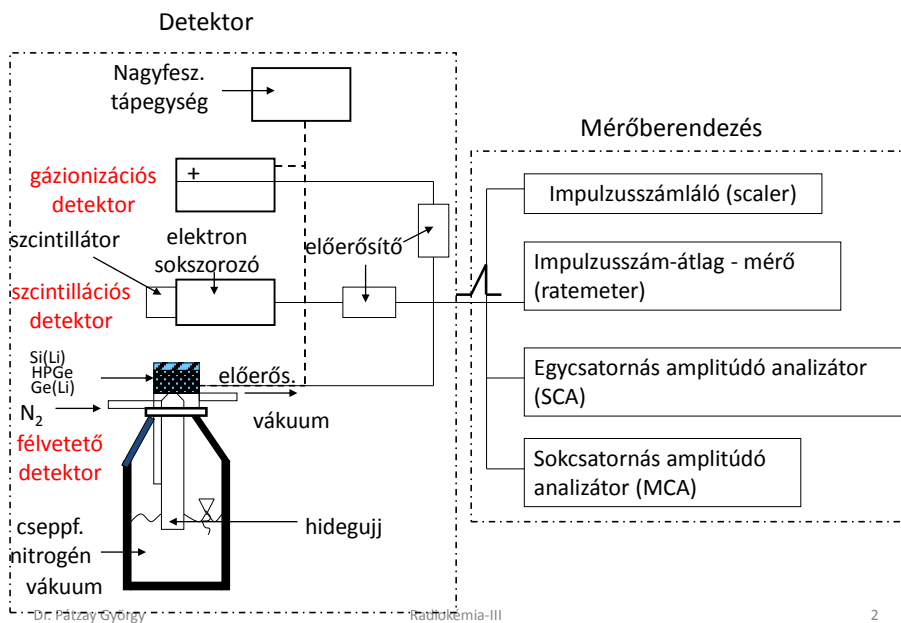 Detektor
Nagyfesz.
tápegység
Mérőberendezés
gázionizációs
detektor
+
Impulzusszámláló (scaler)
szcintillátor
elektron
sokszorozó
előerősítő
Impulzusszám-átlag - mérő
(ratemeter)
szcintillációs
detektor
Si(Li)
HPGe
Ge(Li)
előerős.
Egycsatornás amplitúdó analizátor
(SCA)
N2
vákuum
félvetető
detektor
Sokcsatornás amplitúdó
analizátor (MCA)
cseppf.
nitrogén
vákuum
hidegujj
Dr. Pátzay György
Radiokémia-III
2